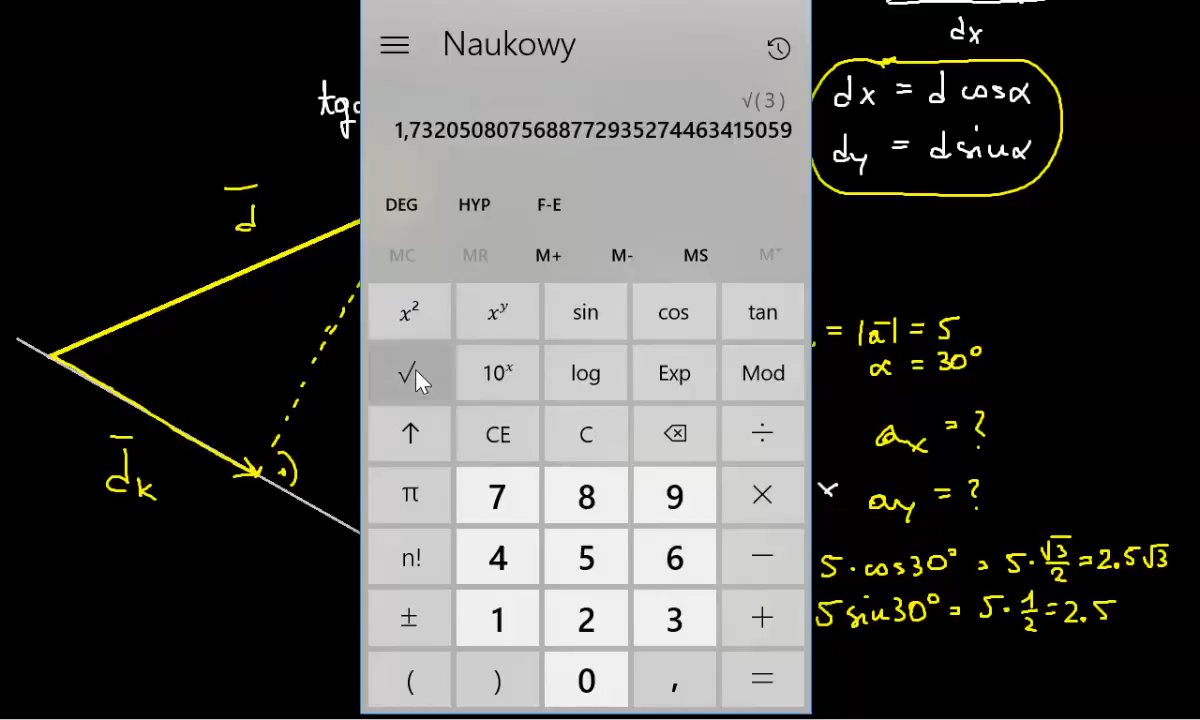 Naukowy
√(3)
1,7320508075688772935274463415059
DEG HYP F-E
MC MR M+ M- MS M˅
x² xʸ sin cos tan
√ 10ˣ log Exp Mod
↑ CE C ⌫ ÷
π 7 8 9 ×
n! 4 5 6 −
± 1 2 3 +
( ) 0 , =
tgα
d̅
d̅k
dx
dx = d cosα
dy = d sinα
= |a̅| = 5
α = 30°
ax = ?
ay = ?
5·cos30° = 5·√3/2 = 2.5√3
5 sin30° = 5·1/2 = 2.5